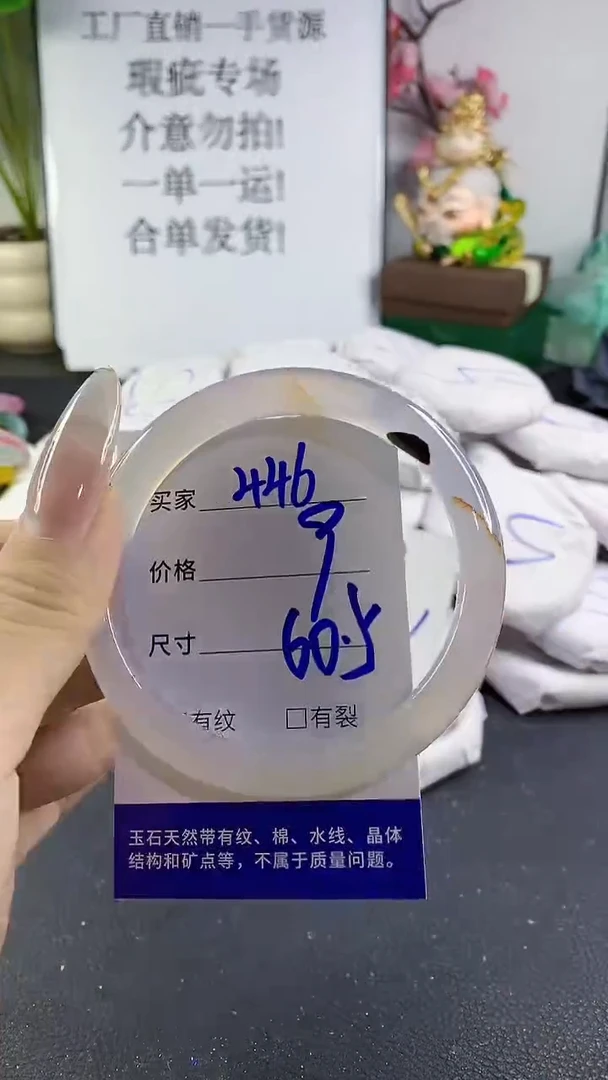 工厂直销一手货源
瑕疵专场
介意勿拍!
一单一运!
合单发货!
买家 446
价格
尺寸 60.5
有纹 □有裂
玉石天然带有纹、棉、水线、晶体
结构和矿点等，不属于质量问题。